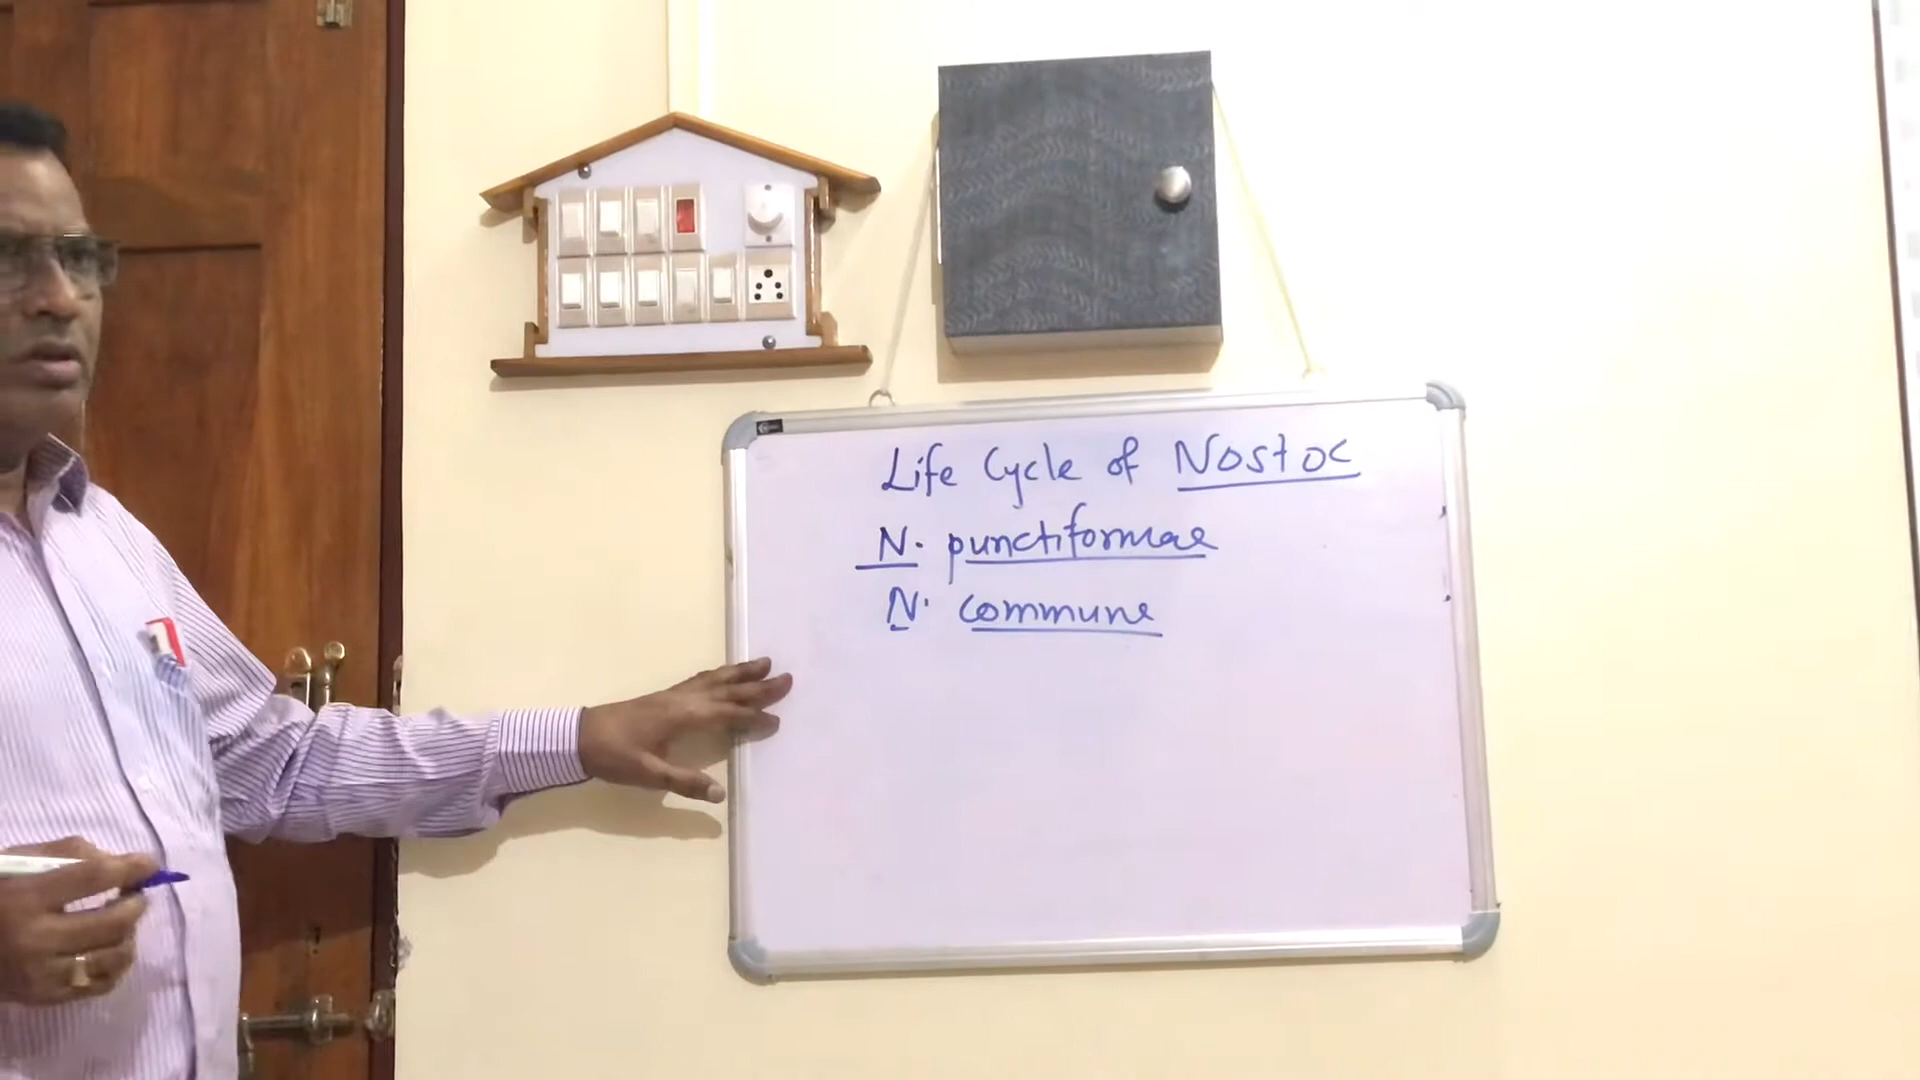 Life Cycle of Nostoc
N. punctiformae
N. commune